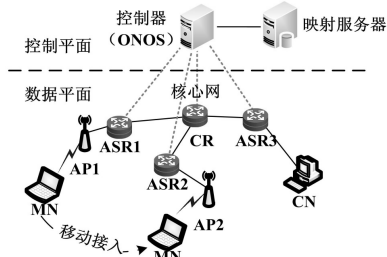 控制器
(ONOS)
映射服务器
控制平面
数据平面
核心网
ASR1
CR
ASR3
AP1
ASR2
MN
AP2
CN
移动接入
MN